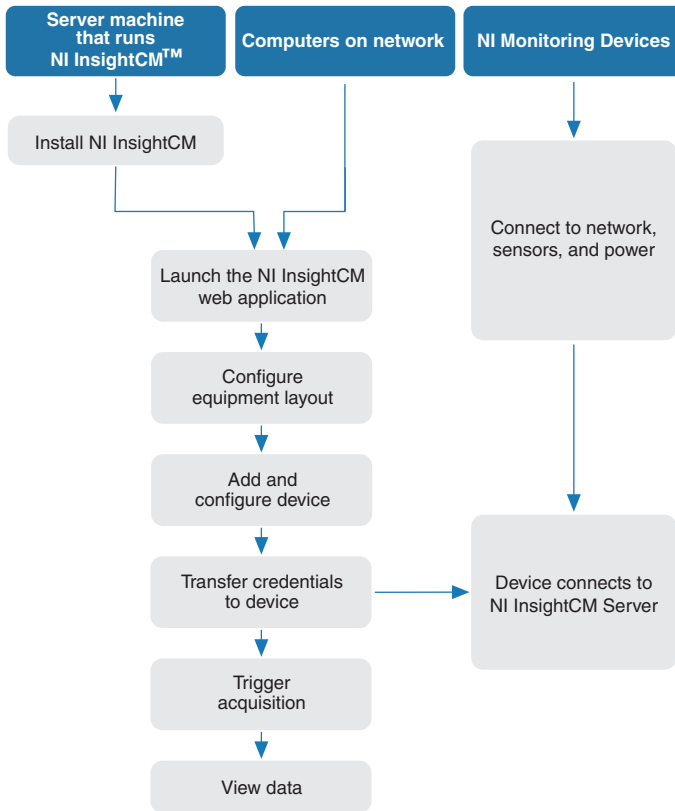 Server machine
that runs
NI InsightCM™
Computers on network
NI Monitoring Devices
Install NI InsightCM
Connect to network,
sensors, and power
Launch the NI InsightCM
web application
Configure
equipment layout
Add and
configure device
Transfer credentials
to device
Device connects to
NI InsightCM Server
Trigger
acquisition
View data